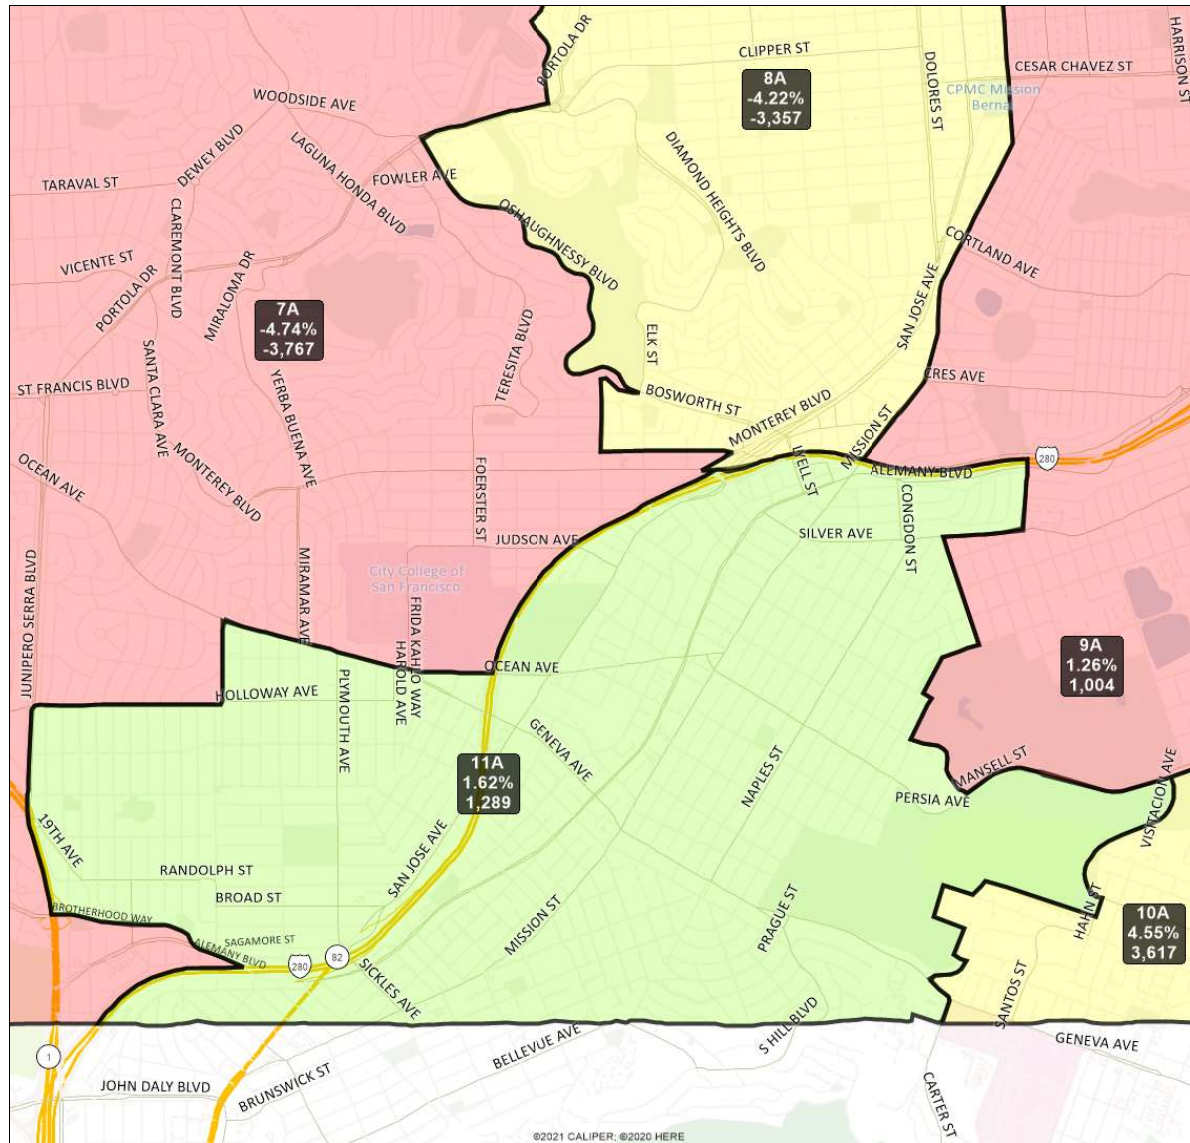 PORTOLA DR
CLIPPER ST
DOLORES ST
HARRISON ST
CESAR CHAVEZ ST
8A
-4.22%
-3,357
CPMC Mission
Bernal
WOODSIDE AVE
DEWEY BLVD
LAGUNA HONDA BLVD
DIAMOND HEIGHTS BLVD
TARAVAL ST
FOWLER AVE
CLAREMONT BLVD
OSHAUGHNESSY BLVD
CORTLAND AVE
VICENTE ST
PORTOLA DR
MIRALOMA DR
7A
-4.74%
-3,767
SAN JOSE AVE
ELK ST
TERESITA BLVD
SANTA CLARA AVE
ST FRANCIS BLVD
YERBA BUENA AVE
CRES AVE
BOSWORTH ST
MONTEREY BLVD
MISSION ST
OCEAN AVE
MONTEREY BLVD
FOERSTER ST
LYELL ST
ALEMANY BLVD
280
CONGDON ST
JUDSON AVE
SILVER AVE
JUNIPERO SERRA BLVD
MIRAMAR AVE
City College of
San Francisco
FRIDA KAHLO WAY
HAROLD AVE
9A
1.26%
1,004
OCEAN AVE
HOLLOWAY AVE
PLYMOUTH AVE
GENEVA AVE
11A
1.62%
1,289
NAPLES ST
MANSELL ST
PERSIA AVE
VISITACION AVE
19TH AVE
SAN JOSE AVE
RANDOLPH ST
BROAD ST
BROTHERHOOD WAY
MISSION ST
PRAGUE ST
HAHN ST
10A
4.55%
3,617
SAGAMORE ST
ALEMANY BLVD
280
82
SICKLES AVE
SANTOS ST
S HILL BLVD
1
BELLEVUE AVE
GENEVA AVE
JOHN DALY BLVD
BRUNSWICK ST
CARTER ST
©2021 CALIPER; ©2020 HERE